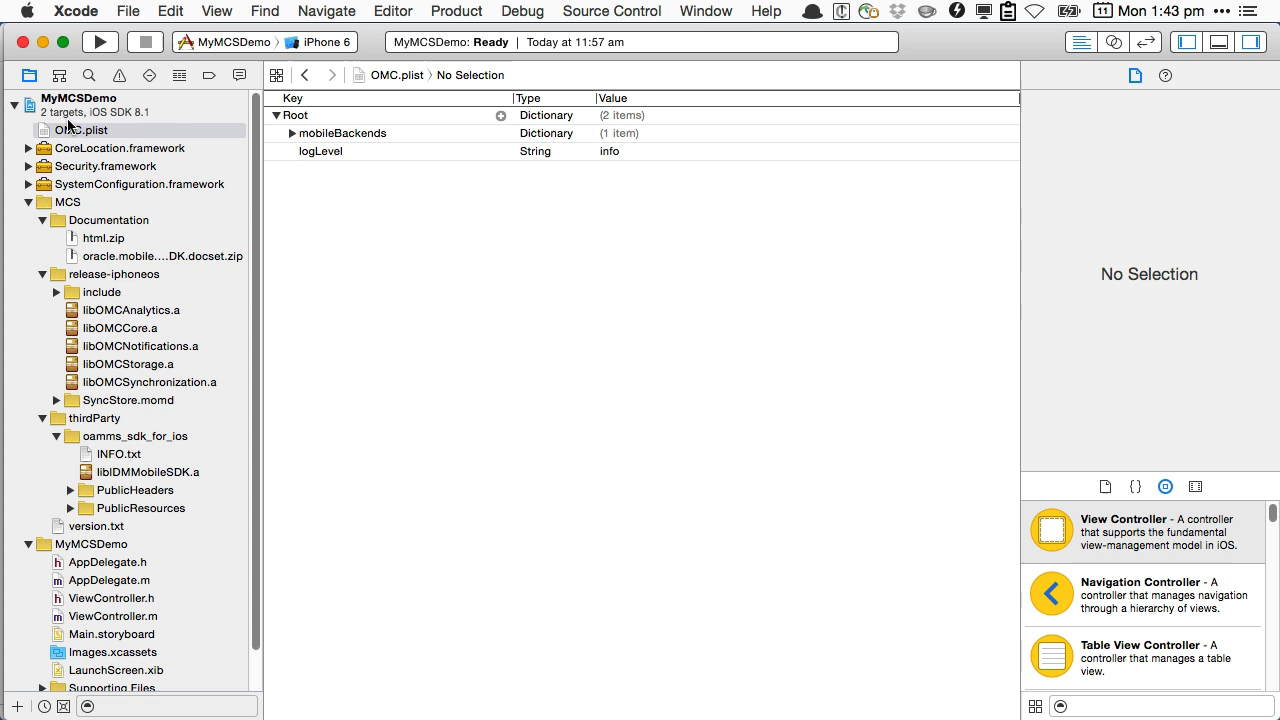 Xcode File Edit View Find Navigate Editor Product Debug Source Control Window Help Mon 1:43 pm
MyMCSDemo iPhone 6 MyMCSDemo: Ready | Today at 11:57 am
OMC.plist No Selection
MyMCSDemo
2 targets, iOS SDK 8.1
OMC.plist
CoreLocation.framework
Security.framework
SystemConfiguration.framework
MCS
Documentation
html.zip
oracle.mobile....DK.docset.zip
release-iphoneos
include
libOMCAnalytics.a
libOMCCore.a
libOMCNotifications.a
libOMCStorage.a
libOMCSynchronization.a
SyncStore.momd
thirdParty
oamms_sdk_for_ios
INFO.txt
libIDMMobileSDK.a
PublicHeaders
PublicResources
version.txt
MyMCSDemo
AppDelegate.h
AppDelegate.m
ViewController.h
ViewController.m
Main.storyboard
Images.xcassets
LaunchScreen.xib
Supporting Files
Key Type Value
Root Dictionary (2 items)
mobileBackends Dictionary (1 item)
logLevel String info
No Selection
View Controller - A controller
that supports the fundamental
view-management model in iOS.
Navigation Controller - A
controller that manages navigation
through a hierarchy of views.
Table View Controller - A
controller that manages a table
view.